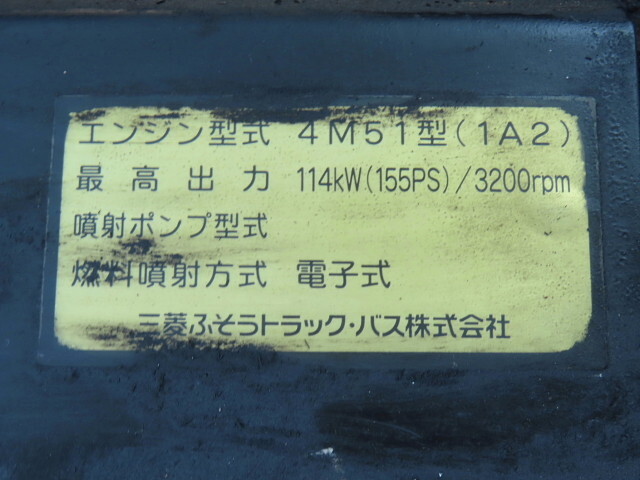 エンジン型式 4M51型(1A2)
最高出力 114kW(155PS)/3200rpm
噴射ポンプ型式
燃料噴射方式 電子式
三菱ふそうトラック・バス株式会社